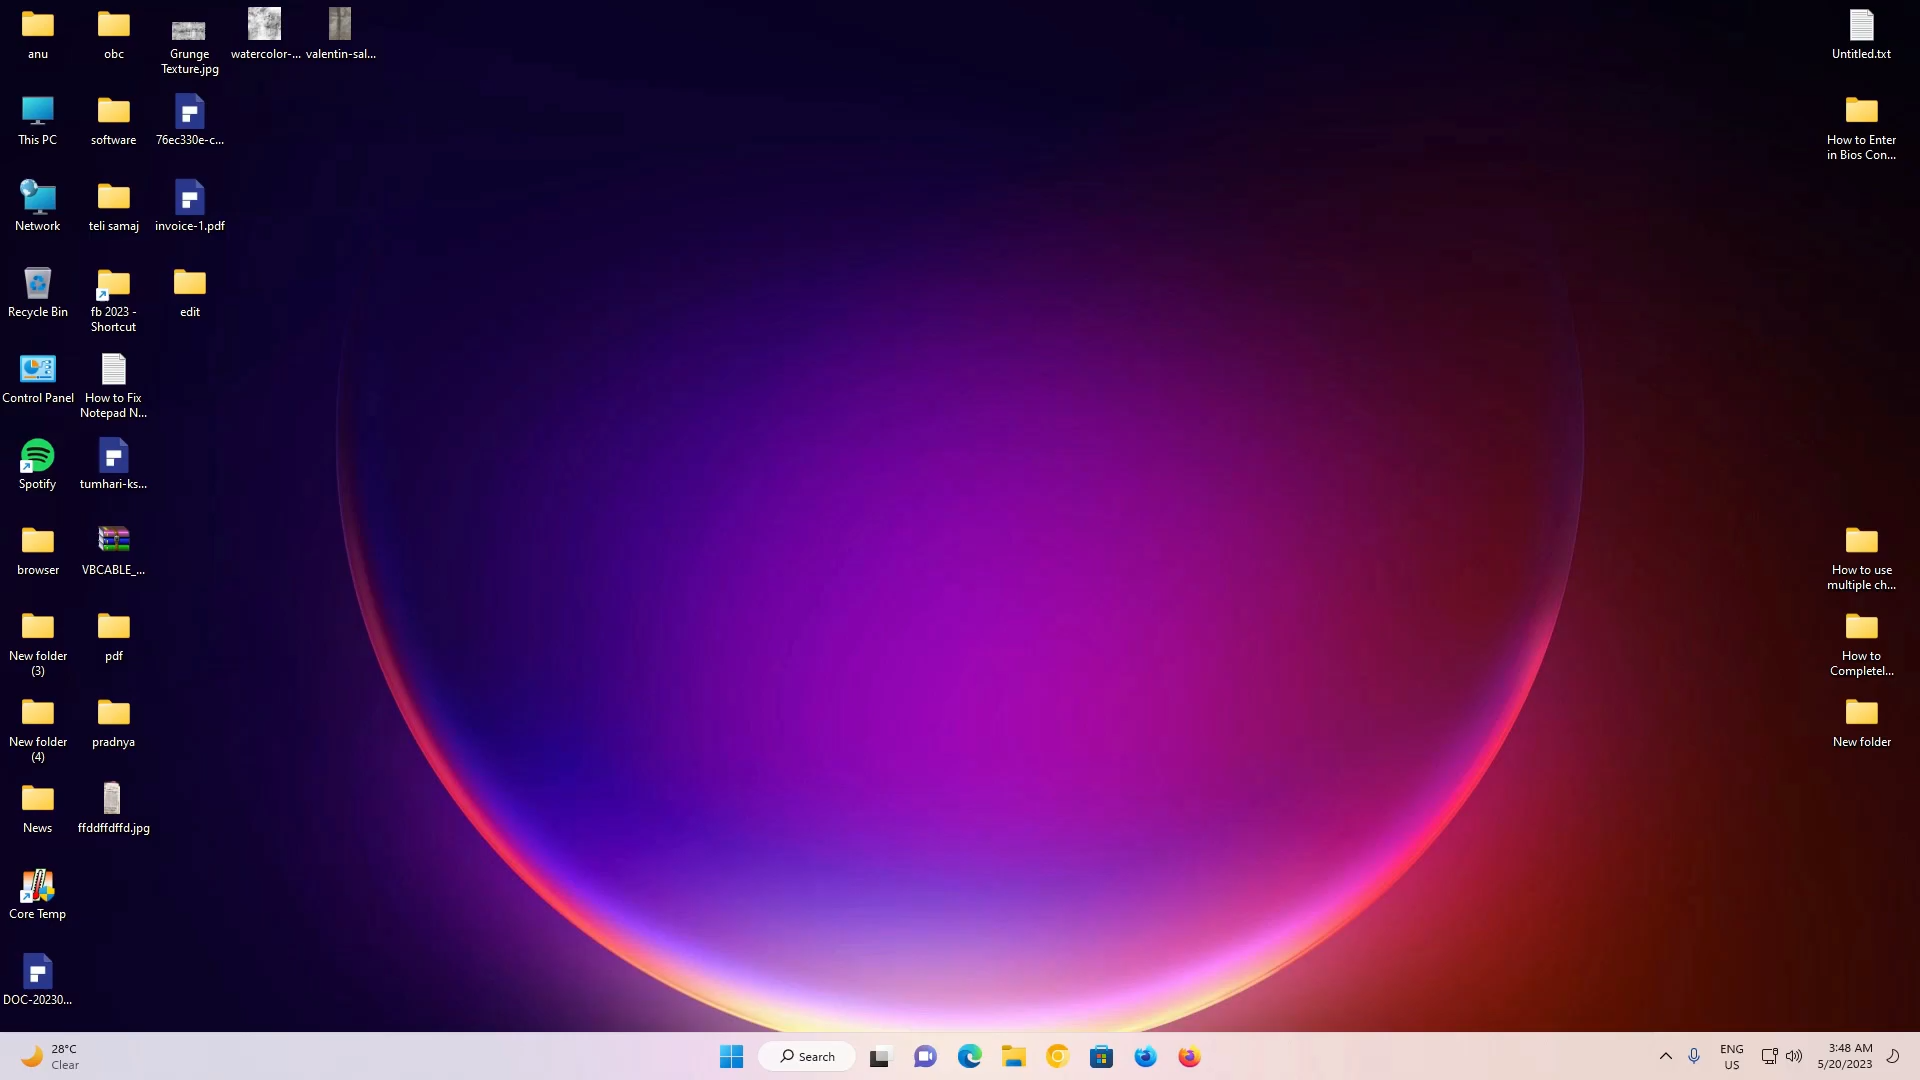 anu
obc
Grunge
Texture.jpg
watercolor-...
valentin-sal...
This PC
software
76ec330e-c...
Network
teli samaj
invoice-1.pdf
Recycle Bin
fb 2023 -
Shortcut
edit
Control Panel
How to Fix
Notepad N...
Spotify
tumhari-ks...
browser
VBCABLE_...
New folder
(3)
pdf
New folder
(4)
pradnya
News
ffddffdffd.jpg
Core Temp
DOC-20230...
Untitled.txt
How to Enter
in Bios Con...
How to use
multiple ch...
How to
Completel...
New folder
28°C
Clear
Search
ENG
US
3:48 AM
5/20/2023